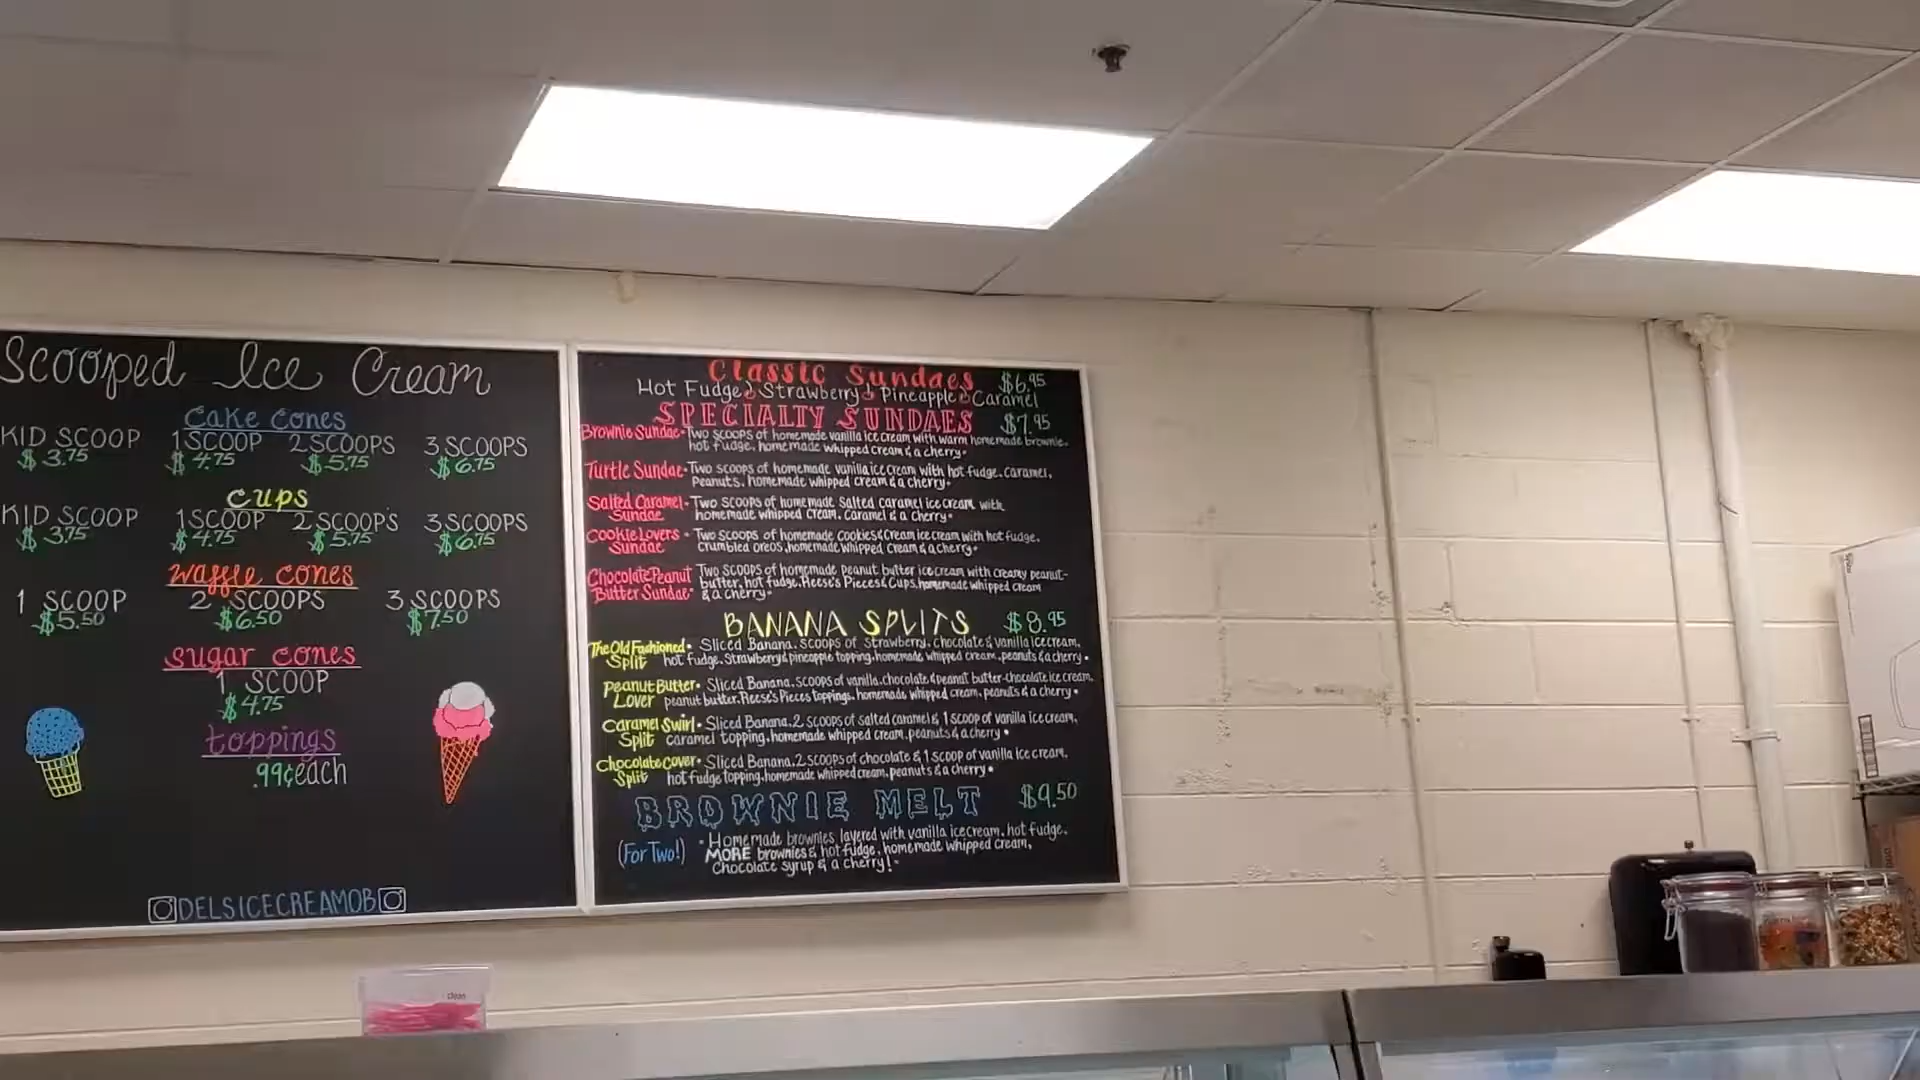 Scooped Ice Cream
Cake Cones
KID SCOOP 1 SCOOP 2 SCOOPS 3 SCOOPS
$3.75 $4.75 $5.75 $6.75
Cups
KID SCOOP 1 SCOOP 2 SCOOPS 3 SCOOPS
$3.75 $4.75 $5.75 $6.75
Waffle Cones
1 SCOOP 2 SCOOPS 3 SCOOPS
$5.50 $6.50 $7.50
Sugar Cones
1 SCOOP
$4.75
toppings
.99¢each
DELSICECREAMOB
Classic Sundaes $6.95
Hot Fudge Strawberry Pineapple Caramel
SPECIALTY SUNDAES $7.95
Brownie Sundae • Two scoops of homemade vanilla ice cream with warm homemade brownie,
hot fudge, homemade whipped cream & a cherry •
Turtle Sundae • Two scoops of homemade vanilla ice cream with hot fudge, caramel,
Peanuts, homemade whipped cream & a cherry •
Salted Caramel Sundae • Two scoops of homemade Salted caramel ice cream with
homemade whipped cream, Caramel & a cherry •
Cookie Lovers Sundae • Two scoops of homemade Cookies & Cream ice cream with hot fudge,
crumbled oreos, homemade whipped cream & a cherry •
Chocolate Peanut Butter Sundae • Two scoops of homemade peanut butter ice cream with creamy peanut-
butter, hot fudge, Reese's Pieces & Cups, homemade whipped cream
& a cherry •
BANANA SPLITS $8.95
The Old Fashioned Split • Sliced Banana, scoops of strawberry, chocolate & vanilla ice cream,
hot fudge, strawberry & pineapple topping, homemade whipped cream, peanuts & a cherry •
Peanut Butter Lover • Sliced Banana, scoops of vanilla, chocolate & peanut butter-chocolate ice cream,
peanut butter, Reese's Pieces toppings, homemade whipped cream, peanuts & a cherry •
Caramel Swirl Split • Sliced Banana, 2 scoops of salted caramel & 1 scoop of vanilla ice cream,
caramel topping, homemade whipped cream, peanuts & a cherry •
Chocolate Cover Split • Sliced Banana, 2 scoops of chocolate & 1 scoop of vanilla ice cream,
hot fudge topping, homemade whipped cream, peanuts & a cherry •
BROWNIE MELT $9.50
(For Two!) • Homemade brownies layered with vanilla ice cream, hot fudge,
MORE brownies & hot fudge, homemade whipped cream,
Chocolate syrup & a cherry! •
clean